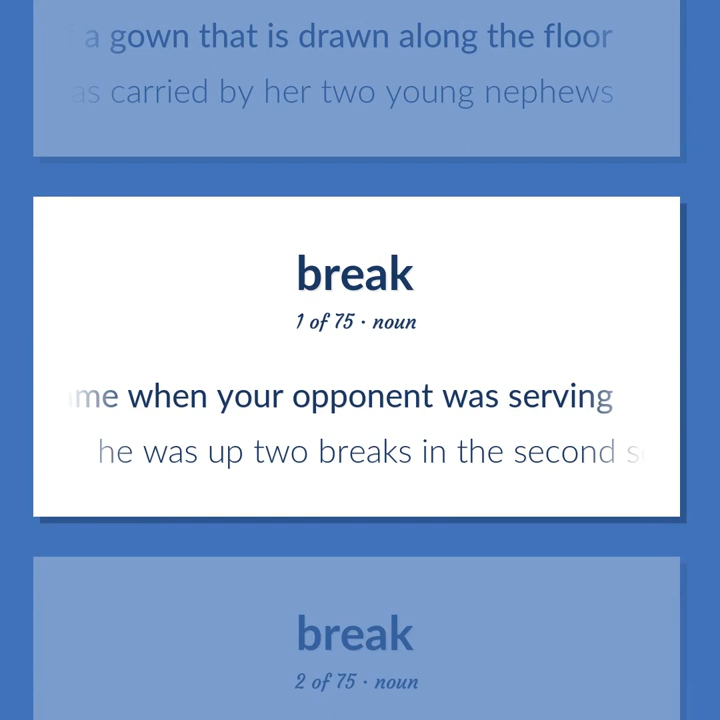 a gown that is drawn along the floor
carried by her two young nephews
break
1 of 75 · noun
when your opponent was serving
he was up two breaks in the second
break
2 of 75 · noun